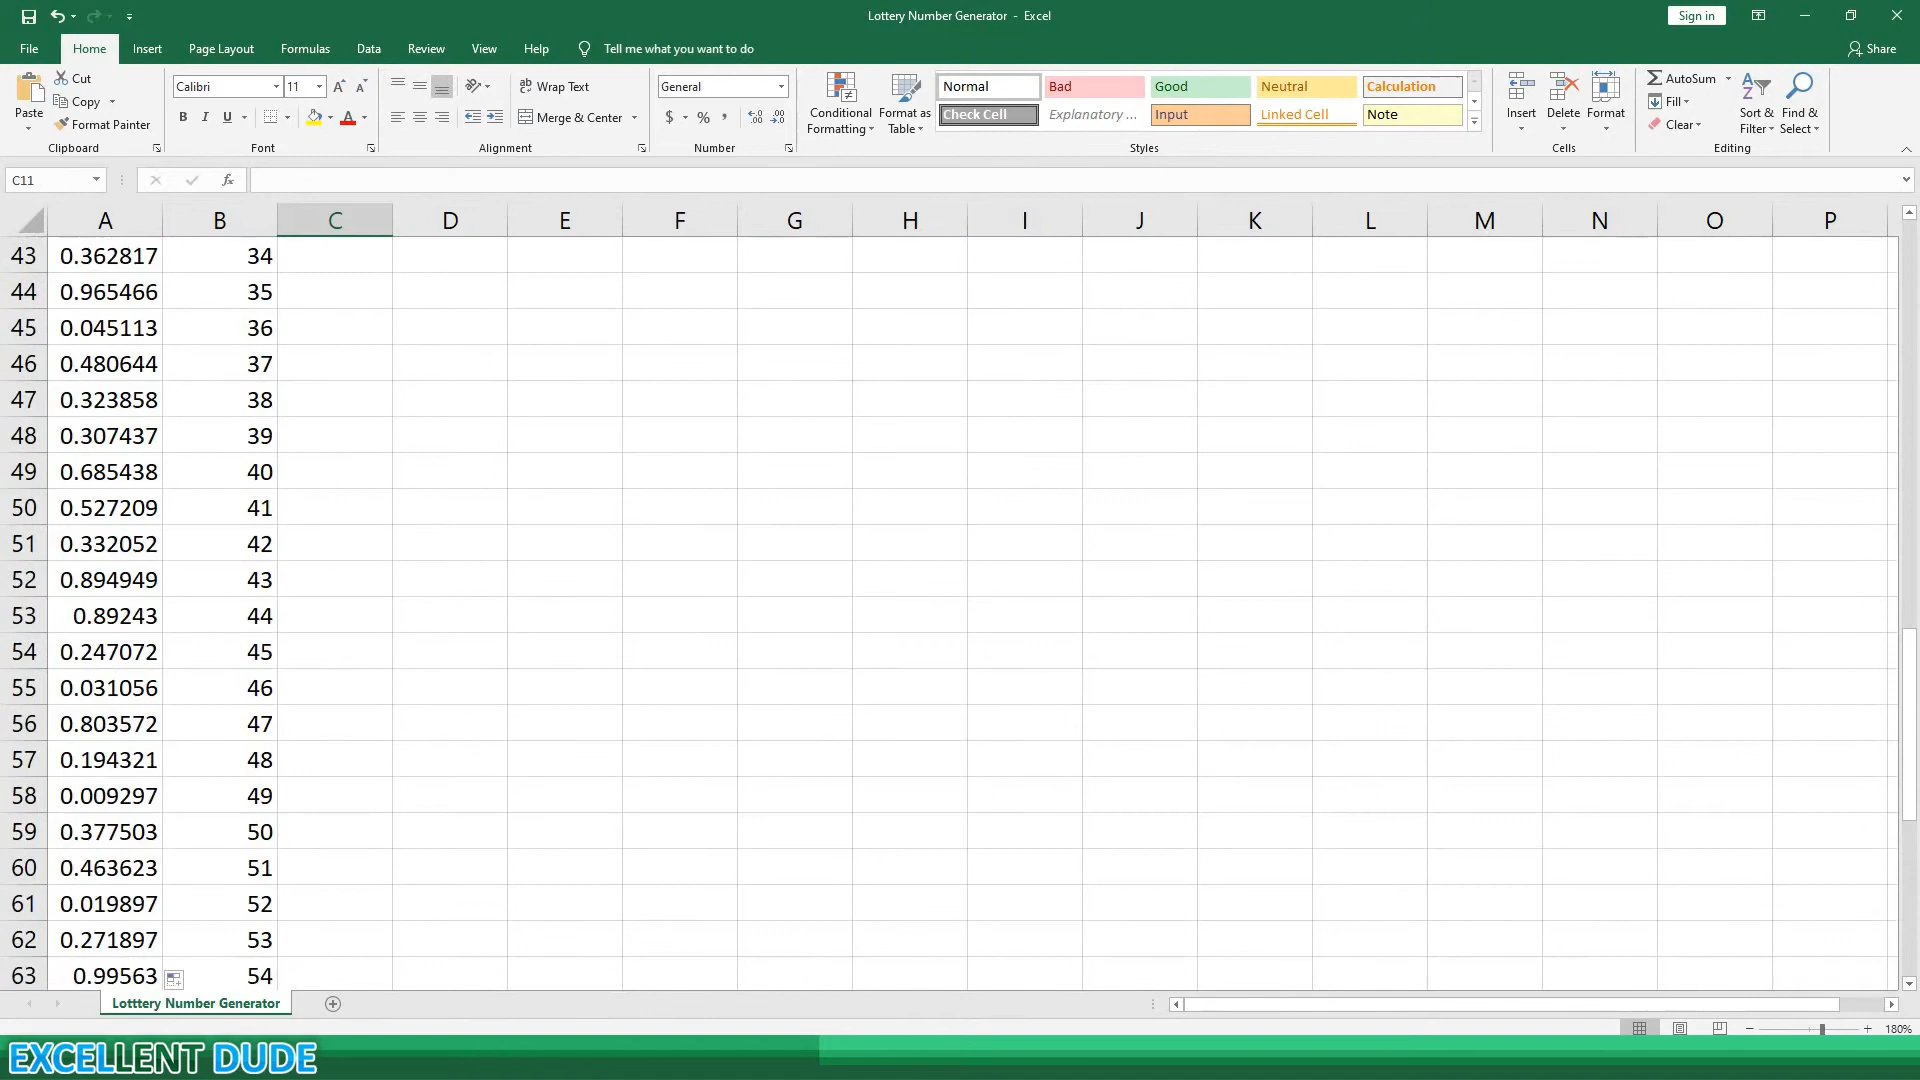 Lottery Number Generator - Excel
Sign in
File Home Insert Page Layout Formulas Data Review View Help Tell me what you want to do Share
Paste
Cut
Copy
Format Painter
Clipboard
Calibri 11
B I U
Font
Wrap Text
Merge & Center
Alignment
General
$ % ,
Number
Conditional Formatting
Format as Table
Normal Bad Good Neutral Calculation
Check Cell Explanatory ... Input Linked Cell Note
Styles
Insert Delete Format
Cells
AutoSum
Fill
Clear
Sort & Filter
Find & Select
Editing
C11
fx
A B C D E F G H I J K L M N O P
43 0.362817 34
44 0.965466 35
45 0.045113 36
46 0.480644 37
47 0.323858 38
48 0.307437 39
49 0.685438 40
50 0.527209 41
51 0.332052 42
52 0.894949 43
53 0.89243 44
54 0.247072 45
55 0.031056 46
56 0.803572 47
57 0.194321 48
58 0.009297 49
59 0.377503 50
60 0.463623 51
61 0.019897 52
62 0.271897 53
63 0.99563 54
Lotttery Number Generator
180%
EXCELLENT DUDE